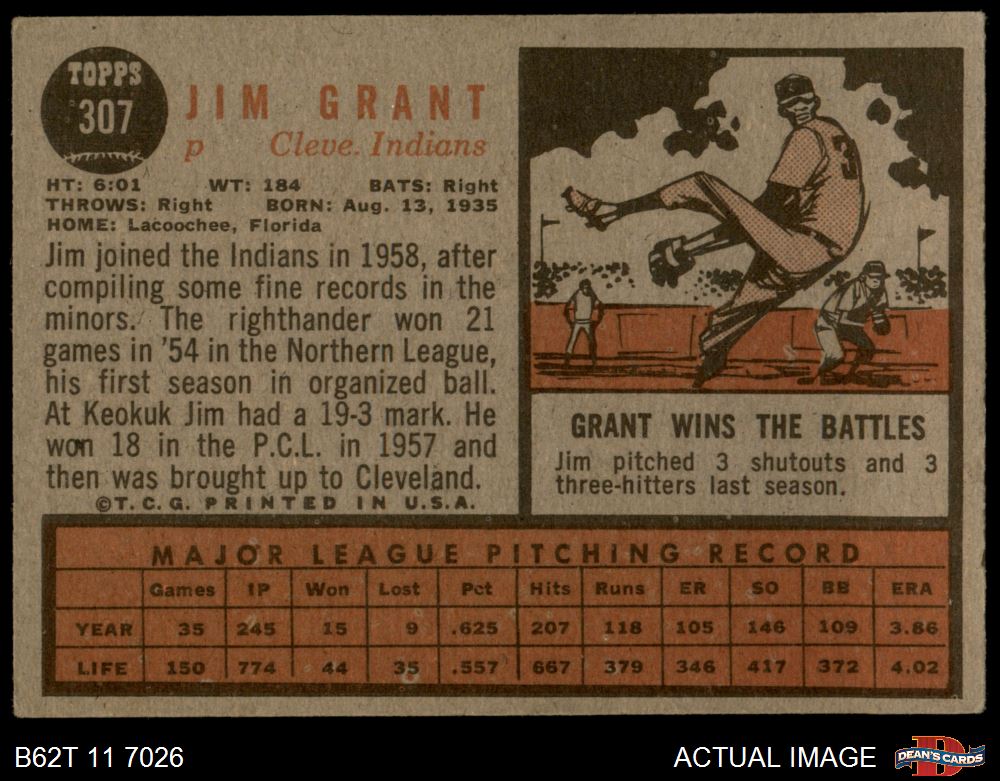 TOPPS
307
JIM GRANT
p Cleve. Indians
HT: 6:01 WT: 184 BATS: Right
THROWS: Right BORN: Aug. 13, 1935
HOME: Lacoochee, Florida
Jim joined the Indians in 1958, after
compiling some fine records in the
minors. The righthander won 21
games in '54 in the Northern League,
his first season in organized ball.
At Keokuk Jim had a 19-3 mark. He
won 18 in the P.C.L. in 1957 and
then was brought up to Cleveland.
©T.C.G. PRINTED IN U.S.A.
GRANT WINS THE BATTLES
Jim pitched 3 shutouts and 3
three-hitters last season.
MAJOR LEAGUE PITCHING RECORD
Games IP Won Lost Pct Hits Runs ER SO BB ERA
YEAR 35 245 15 9 .625 207 118 105 146 109 3.86
LIFE 150 774 44 35 .557 667 379 346 417 372 4.02
B62T 11 7026 ACTUAL IMAGE DEAN'S CARDS